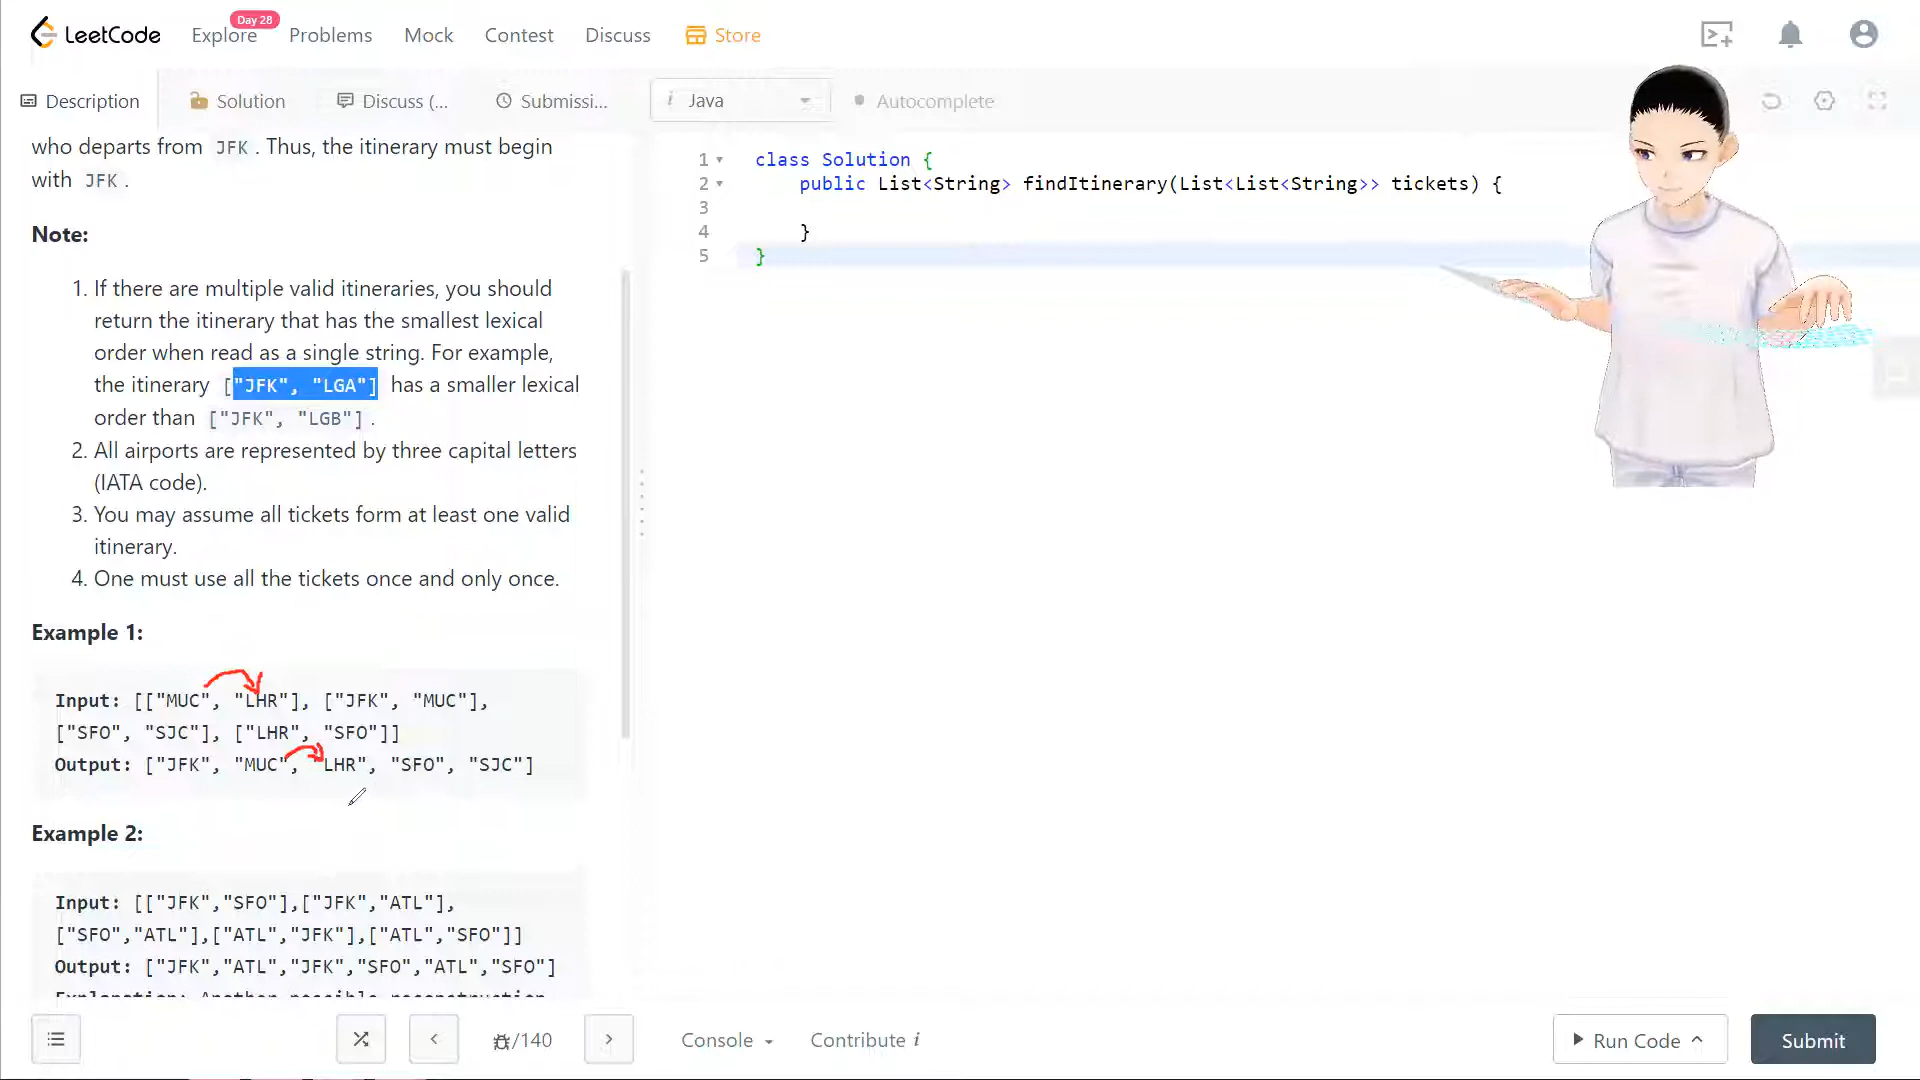 LeetCode
Explore
Day 28
Problems
Mock
Contest
Discuss
Store
Description
Solution
Discuss (...
Submissi...
i Java
Autocomplete
who departs from JFK . Thus, the itinerary must begin
with JFK .
Note:
1. If there are multiple valid itineraries, you should
return the itinerary that has the smallest lexical
order when read as a single string. For example,
the itinerary ["JFK", "LGA"] has a smaller lexical
order than ["JFK", "LGB"] .
2. All airports are represented by three capital letters
(IATA code).
3. You may assume all tickets form at least one valid
itinerary.
4. One must use all the tickets once and only once.
Example 1:
Input: [["MUC", "LHR"], ["JFK", "MUC"],
["SFO", "SJC"], ["LHR", "SFO"]]
Output: ["JFK", "MUC", "LHR", "SFO", "SJC"]
Example 2:
Input: [["JFK","SFO"],["JFK","ATL"],
["SFO","ATL"],["ATL","JFK"],["ATL","SFO"]]
Output: ["JFK","ATL","JFK","SFO","ATL","SFO"]
Explanation: Another possible reconstruction
1 class Solution {
2 public List<String> findItinerary(List<List<String>> tickets) {
3
4 }
5 }
/140
Console
Contribute i
Run Code
Submit